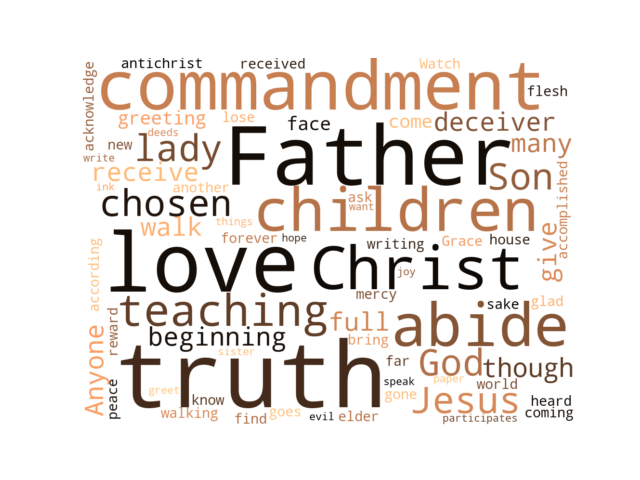 antichrist received Watch
acknowledge commandment flesh
greeting lose face come deceiver
deeds Father many
new lady
write receive Son
ink another accomplished
chosen children ask
want
walk things give
forever hope writing Grace house
according love Christ joy
mercy sake glad
teaching full abide
reward beginning bring
Anyone sister far God though
truth speak paper world
peace greet know gone Jesus heard
walking find goes evil elder participates coming